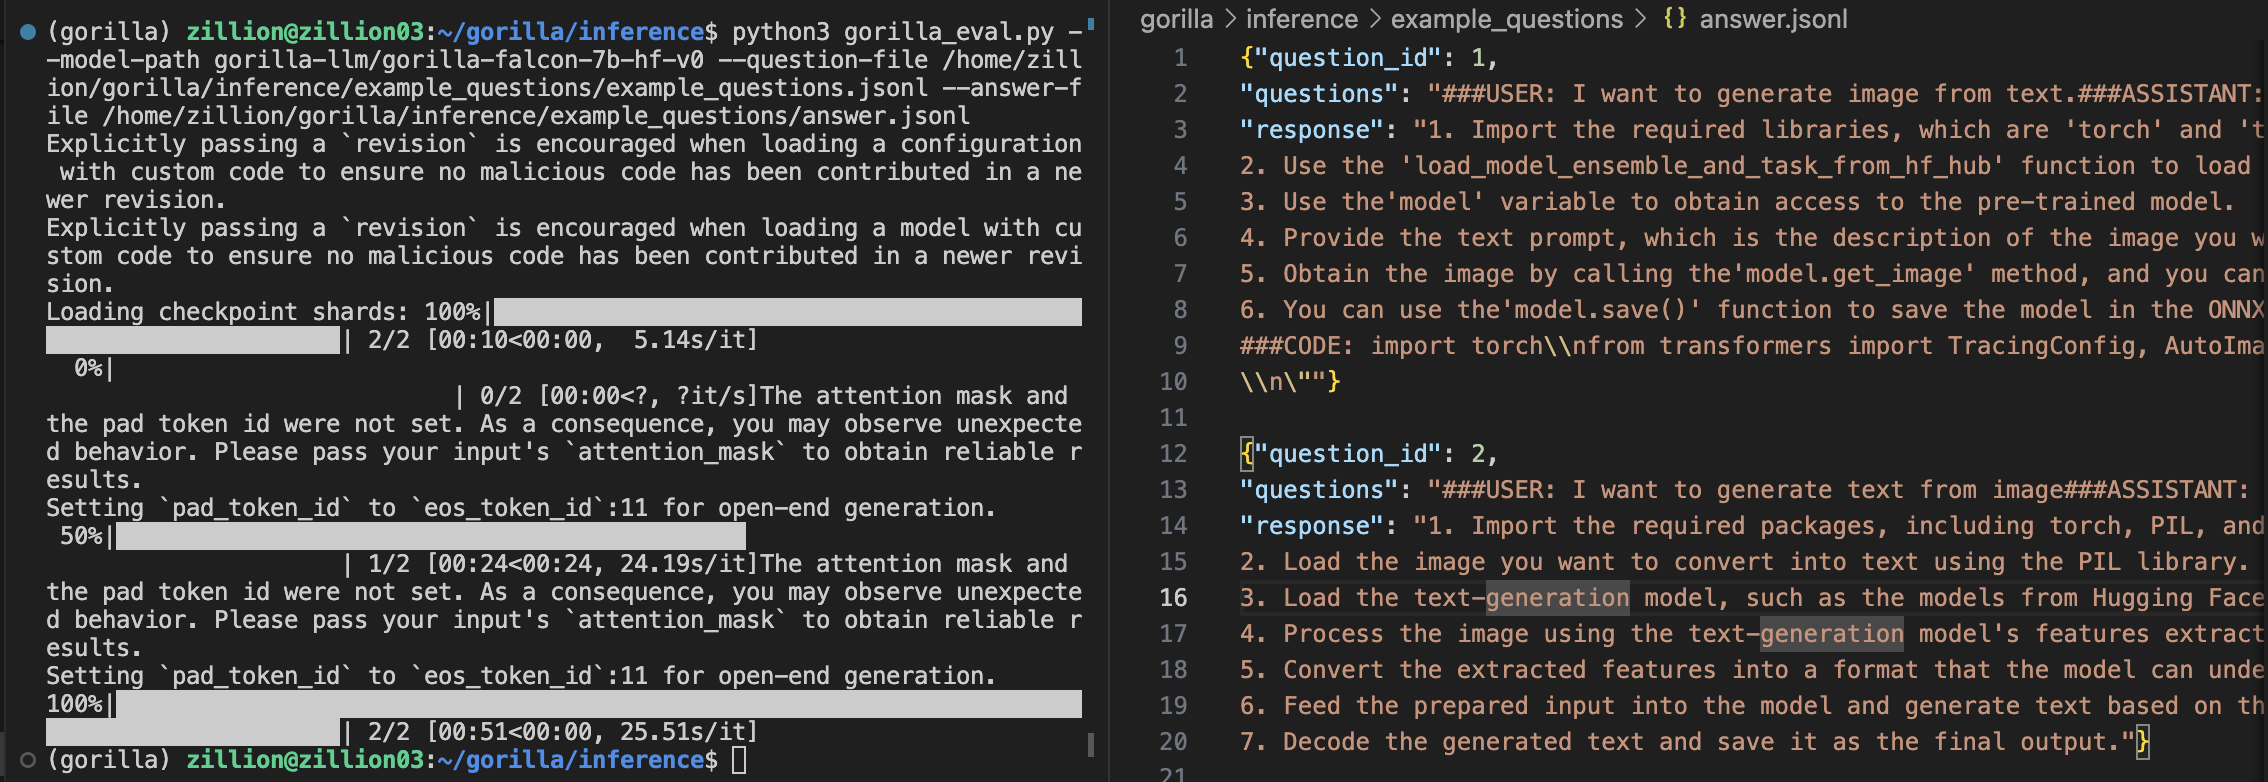 (gorilla) zillion@zillion03:~/gorilla/inference$ python3 gorilla_eval.py -
-model-path gorilla-llm/gorilla-falcon-7b-hf-v0 --question-file /home/zill
ion/gorilla/inference/example_questions/example_questions.jsonl --answer-f
ile /home/zillion/gorilla/inference/example_questions/answer.jsonl
Explicitly passing a `revision` is encouraged when loading a configuration
 with custom code to ensure no malicious code has been contributed in a ne
wer revision.
Explicitly passing a `revision` is encouraged when loading a model with cu
stom code to ensure no malicious code has been contributed in a newer revi
sion.
Loading checkpoint shards: 100%|
| 2/2 [00:10<00:00,  5.14s/it]
  0%|
| 0/2 [00:00<?, ?it/s]The attention mask and
the pad token id were not set. As a consequence, you may observe unexpecte
d behavior. Please pass your input's `attention_mask` to obtain reliable r
esults.
Setting `pad_token_id` to `eos_token_id`:11 for open-end generation.
 50%|
| 1/2 [00:24<00:24, 24.19s/it]The attention mask and
the pad token id were not set. As a consequence, you may observe unexpecte
d behavior. Please pass your input's `attention_mask` to obtain reliable r
esults.
Setting `pad_token_id` to `eos_token_id`:11 for open-end generation.
100%|
| 2/2 [00:51<00:00, 25.51s/it]
(gorilla) zillion@zillion03:~/gorilla/inference$
gorilla > inference > example_questions > {} answer.jsonl
1 {"question_id": 1,
2 "questions": "###USER: I want to generate image from text.###ASSISTANT:
3 "response": "1. Import the required libraries, which are 'torch' and 't
4 2. Use the 'load_model_ensemble_and_task_from_hf_hub' function to load
5 3. Use the'model' variable to obtain access to the pre-trained model.
6 4. Provide the text prompt, which is the description of the image you w
7 5. Obtain the image by calling the'model.get_image' method, and you can
8 6. You can use the'model.save()' function to save the model in the ONNX
9 ###CODE: import torch\\nfrom transformers import TracingConfig, AutoIma
10 \\n\""}
11
12 {"question_id": 2,
13 "questions": "###USER: I want to generate text from image###ASSISTANT:
14 "response": "1. Import the required packages, including torch, PIL, and
15 2. Load the image you want to convert into text using the PIL library.
16 3. Load the text-generation model, such as the models from Hugging Face
17 4. Process the image using the text-generation model's features extract
18 5. Convert the extracted features into a format that the model can unde
19 6. Feed the prepared input into the model and generate text based on th
20 7. Decode the generated text and save it as the final output."}
21